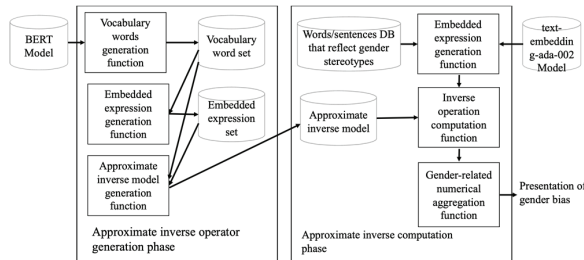 BERT
Model
Vocabulary
words
generation
function
Vocabulary
word set
Embedded
expression
generation
function
Embedded
expression
set
Approximate
inverse model
generation
function
Approximate inverse operator
generation phase
Words/sentences DB
that reflect gender
stereotypes
Embedded
expression
generation
function
text-
embeddin
g-ada-002
Model
Approximate
inverse model
Inverse
operation
computation
function
Gender-related
numerical
aggregation
function
Presentation of
gender bias
Approximate inverse computation
phase